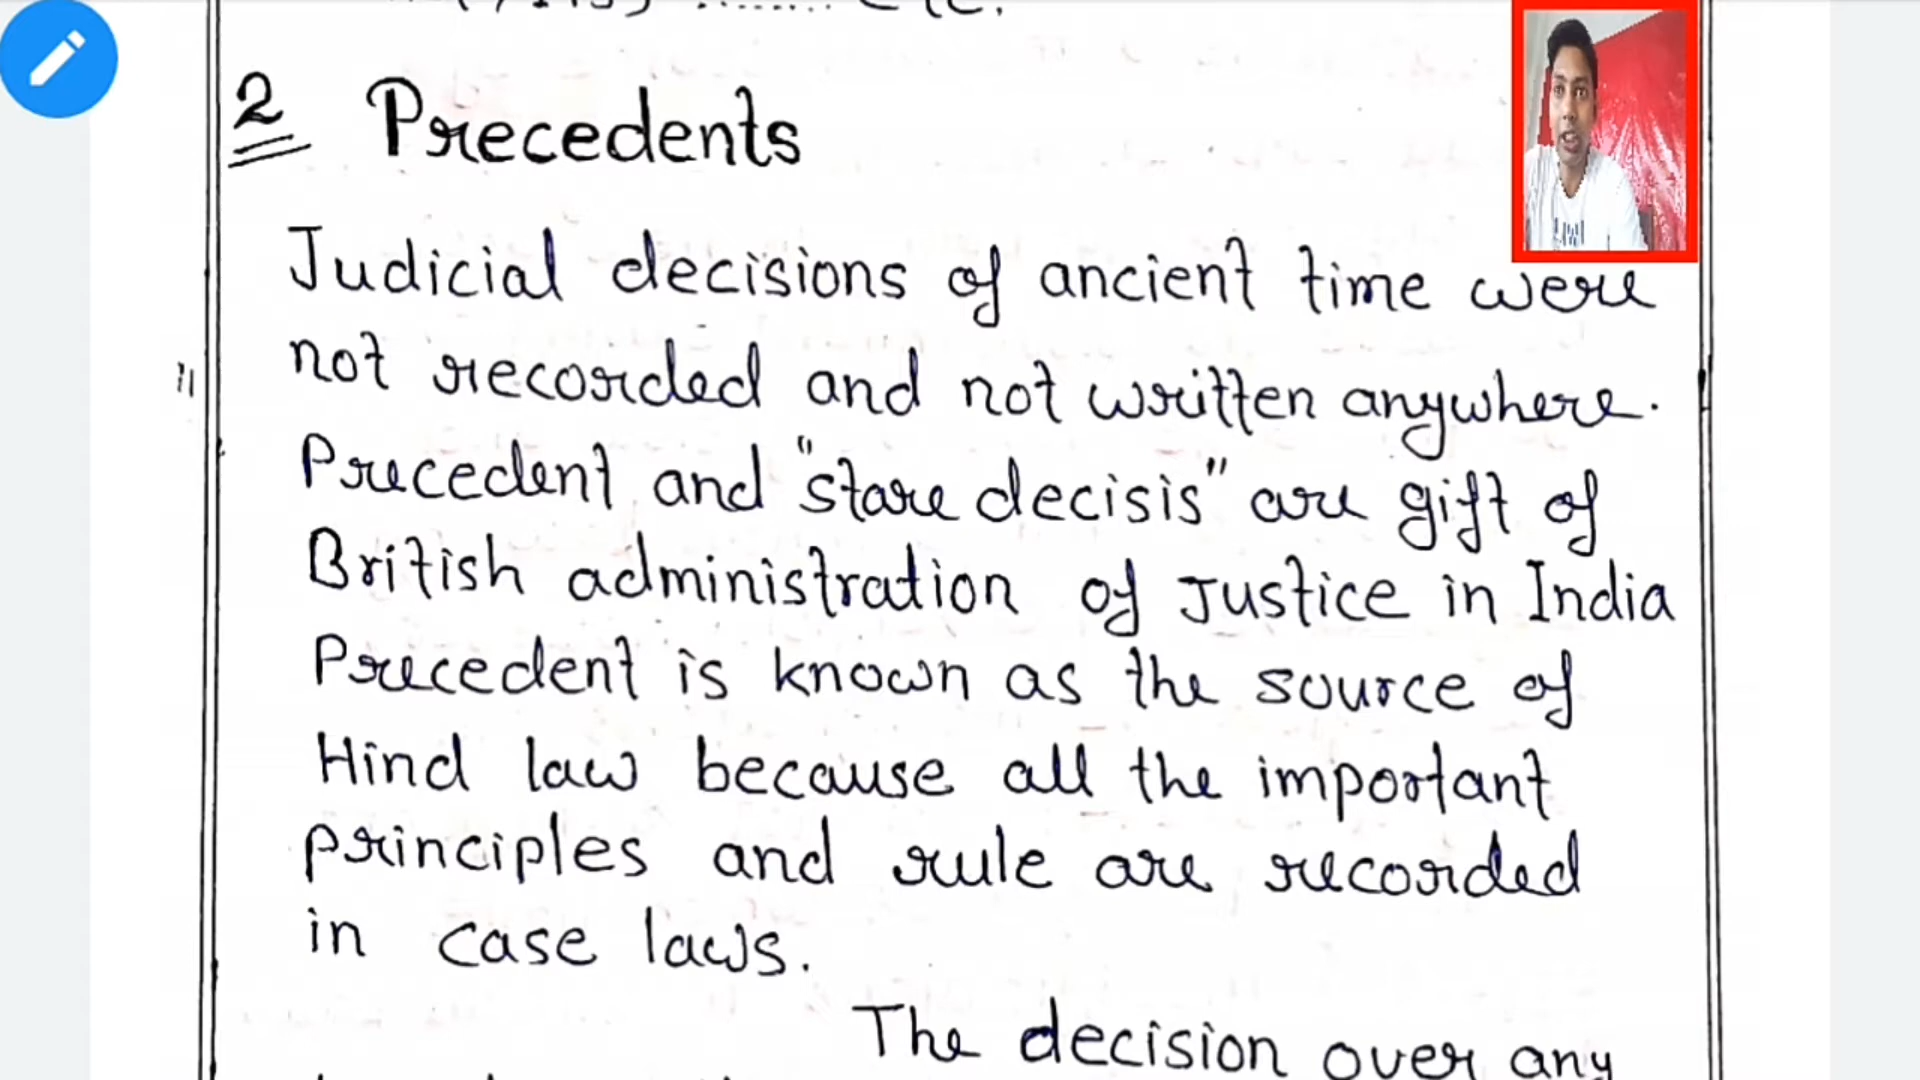 2 Precedents
Judicial decisions of ancient time were
not recorded and not written anywhere.
Precedent and "stare decisis" are gift of
British administration of Justice in India
Precedent is known as the source of
Hind law because all the important
principles and rule are recorded
in case laws.
The decision over any